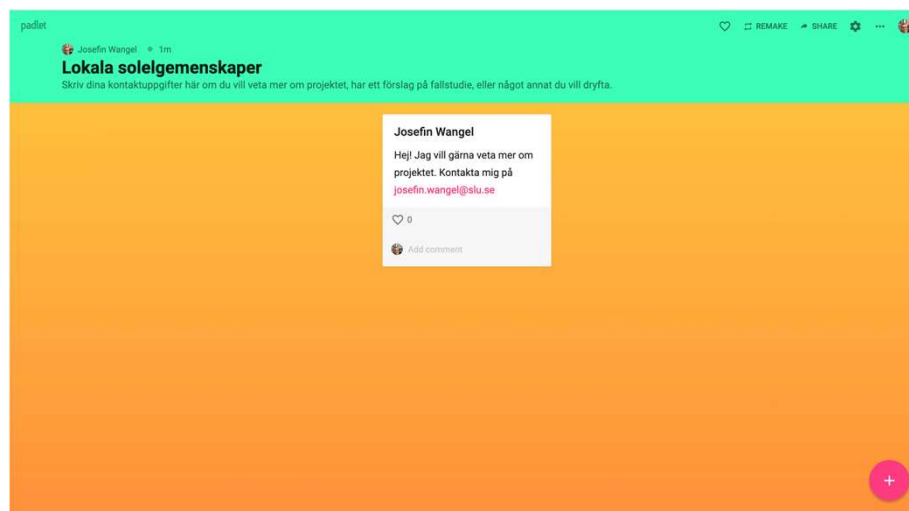 padlet
REMAKE SHARE
Josefin Wangel 1m
Lokala solelgemenskaper
Skriv dina kontaktuppgifter här om du vill veta mer om projektet, har ett förslag på fallstudie, eller något annat du vill dryfta.
Josefin Wangel
Hej! Jag vill gärna veta mer om
projektet. Kontakta mig på
josefin.wangel@slu.se
0
Add comment